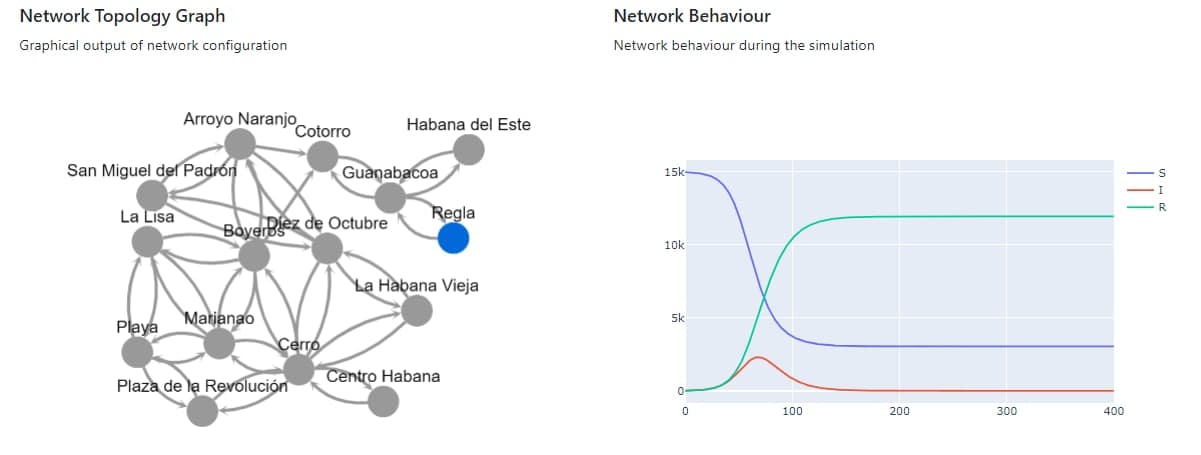 Network Topology Graph
Graphical output of network configuration
Arroyo Naranjo
Cotorro
Habana del Este
San Miguel del Padrón
Guanabacoa
La Lisa
Regla
Boyeros
Diez de Octubre
La Habana Vieja
Playa
Marianao
Cerro
Plaza de la Revolución
Centro Habana
Network Behaviour
Network behaviour during the simulation
15k
10k
5k
0
0 100 200 300 400
S
I
R